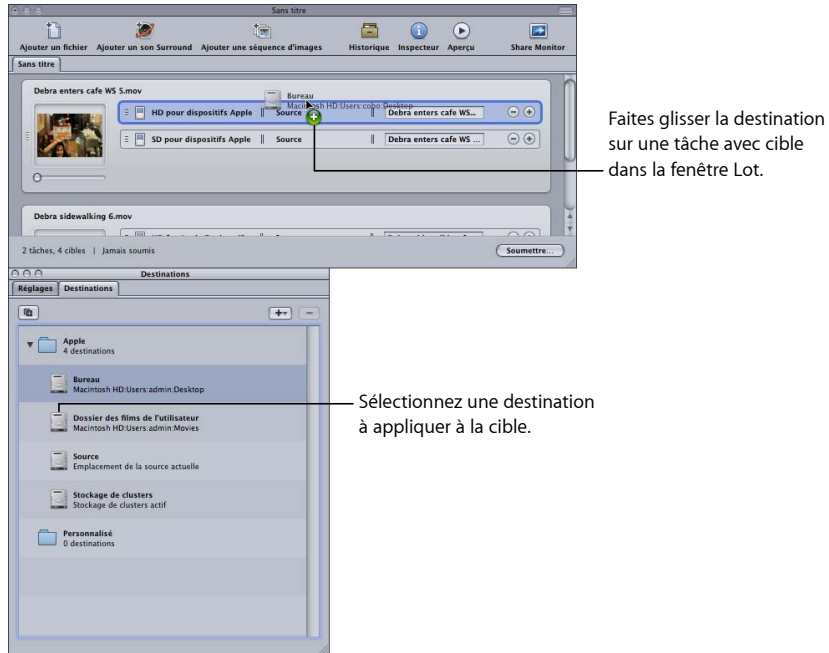 Sans titre
Ajouter un fichier Ajouter un son Surround Ajouter une séquence d'images Historique Inspecteur Aperçu Share Monitor
Sans titre
Debra enters cafe WS 5.mov
Bureau
Macintosh HD:Users:copo:Desktop
HD pour dispositifs Apple Source Debra enters cafe WS...
SD pour dispositifs Apple Source Debra enters cafe WS ...
Faites glisser la destination
sur une tâche avec cible
dans la fenêtre Lot.
Debra sidewalking 6.mov
2 tâches, 4 cibles | Jamais soumis Soumettre...
Destinations
Réglages Destinations
Apple
4 destinations
Bureau
Macintosh HD:Users:admin:Desktop
Dossier des films de l'utilisateur
Macintosh HD:Users:admin:Movies
Sélectionnez une destination
à appliquer à la cible.
Source
Emplacement de la source actuelle
Stockage de clusters
Stockage de clusters actif
Personnalisé
0 destinations